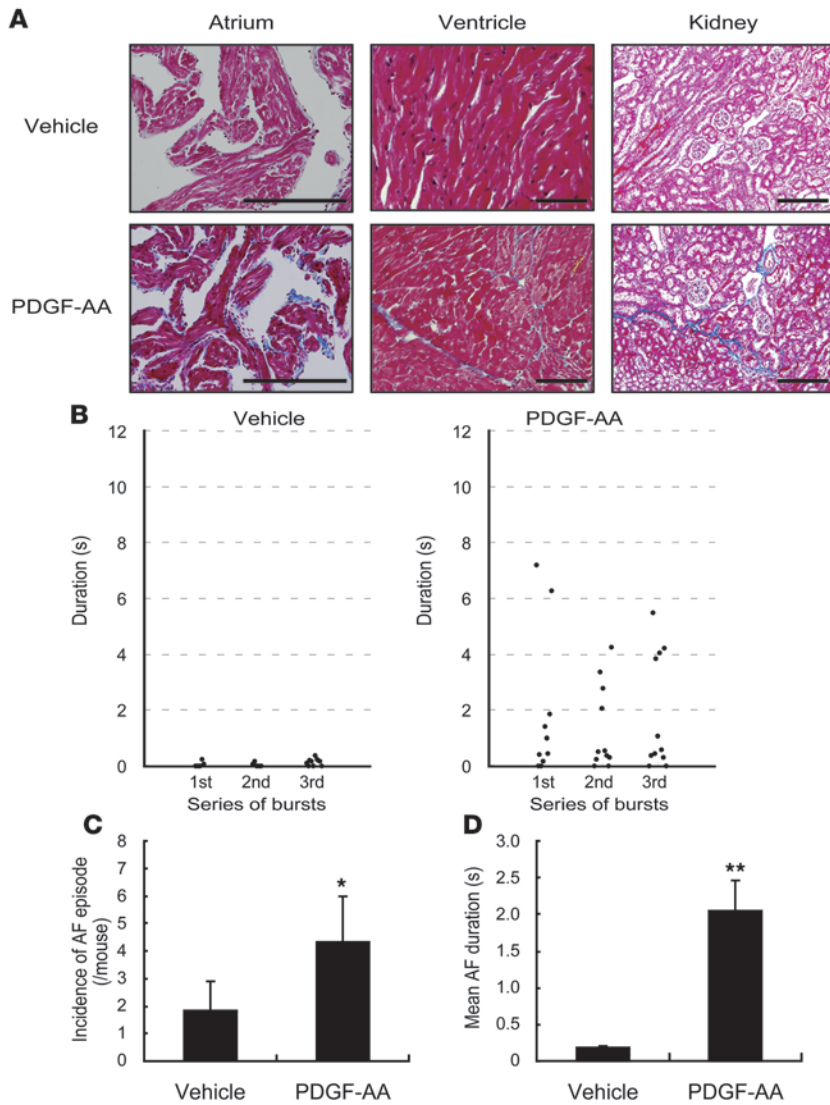 A
Atrium Ventricle Kidney
Vehicle
PDGF-AA
B
Vehicle
12
10
8
6
4
2
0
Duration (s)
1st 2nd 3rd
Series of bursts
PDGF-AA
12
10
8
6
4
2
0
Duration (s)
1st 2nd 3rd
Series of bursts
C
8
7
6
5
4
3
2
1
0
Incidence of AF episode
(/mouse)
*
Vehicle PDGF-AA
D
3.0
2.5
2.0
1.5
1.0
0.5
0
Mean AF duration (s)
**
Vehicle PDGF-AA